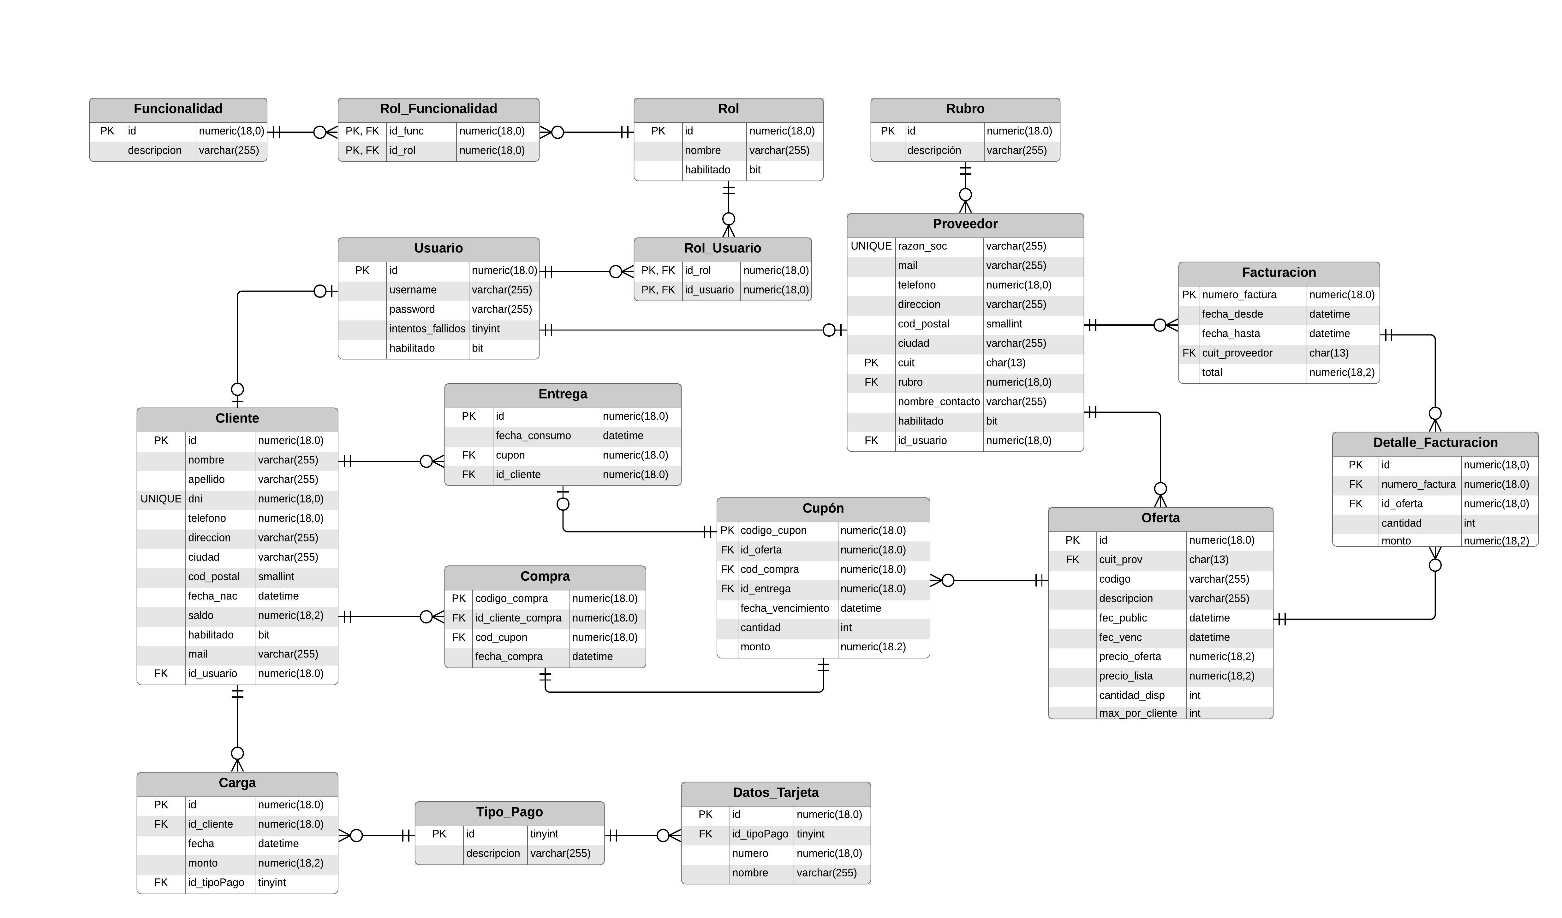 Funcionalidad
PK id numeric(18,0)
descripcion varchar(255)
Rol_Funcionalidad
PK, FK id_func numeric(18,0)
PK, FK id_rol numeric(18,0)
Rol
PK id numeric(18,0)
nombre varchar(255)
habilitado bit
Rubro
PK id numeric(18.0)
descripción varchar(255)
Usuario
PK id numeric(18.0)
username varchar(255)
password varchar(255)
intentos_fallidos tinyint
habilitado bit
Rol_Usuario
PK, FK id_rol numeric(18,0)
PK, FK id_usuario numeric(18,0)
Proveedor
UNIQUE razon_soc varchar(255)
mail varchar(255)
telefono numeric(18,0)
direccion varchar(255)
cod_postal smallint
ciudad varchar(255)
PK cuit char(13)
FK rubro numeric(18,0)
nombre_contacto varchar(255)
habilitado bit
FK id_usuario numeric(18,0)
Facturacion
PK numero_factura numeric(18.0)
fecha_desde datetime
fecha_hasta datetime
FK cuit_proveedor char(13)
total numeric(18,2)
Cliente
PK id numeric(18.0)
nombre varchar(255)
apellido varchar(255)
UNIQUE dni numeric(18,0)
telefono numeric(18,0)
direccion varchar(255)
ciudad varchar(255)
cod_postal smallint
fecha_nac datetime
saldo numeric(18,2)
habilitado bit
mail varchar(255)
FK id_usuario numeric(18.0)
Entrega
PK id numeric(18.0)
fecha_consumo datetime
FK cupon numeric(18.0)
FK id_cliente numeric(18.0)
Detalle_Facturacion
PK id numeric(18,0)
FK numero_factura numeric(18.0)
FK id_oferta numeric(18,0)
cantidad int
monto numeric(18,2)
Cupón
PK codigo_cupon numeric(18.0)
FK id_oferta numeric(18.0)
FK cod_compra numeric(18.0)
FK id_entrega numeric(18.0)
fecha_vencimiento datetime
cantidad int
monto numeric(18.2)
Oferta
PK id numeric(18.0)
FK cuit_prov char(13)
codigo varchar(255)
descripcion varchar(255)
fec_public datetime
fec_venc datetime
precio_oferta numeric(18,2)
precio_lista numeric(18,2)
cantidad_disp int
max_por_cliente int
Compra
PK codigo_compra numeric(18.0)
FK id_cliente_compra numeric(18.0)
FK cod_cupon numeric(18,0)
fecha_compra datetime
Carga
PK id numeric(18.0)
FK id_cliente numeric(18.0)
fecha datetime
monto numeric(18,2)
FK id_tipoPago tinyint
Tipo_Pago
PK id tinyint
descripcion varchar(255)
Datos_Tarjeta
PK id numeric(18.0)
FK id_tipoPago tinyint
numero numeric(18,0)
nombre varchar(255)